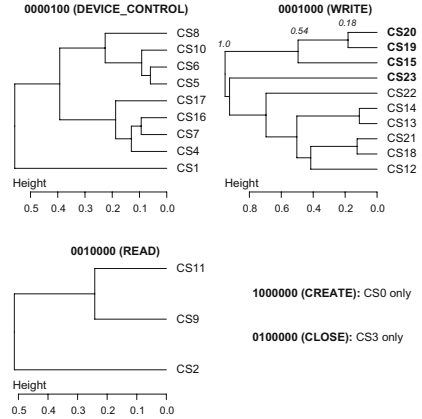 0000100 (DEVICE_CONTROL)
CS8
CS10
CS6
CS5
CS17
CS16
CS7
CS4
CS1
Height
0.5 0.4 0.3 0.2 0.1 0.0
0001000 (WRITE)
0.18
0.54
1.0
CS20
CS19
CS15
CS23
CS22
CS14
CS13
CS21
CS18
CS12
Height
0.8 0.6 0.4 0.2 0.0
0010000 (READ)
CS11
CS9
CS2
Height
0.5 0.4 0.3 0.2 0.1 0.0
1000000 (CREATE): CS0 only
0100000 (CLOSE): CS3 only